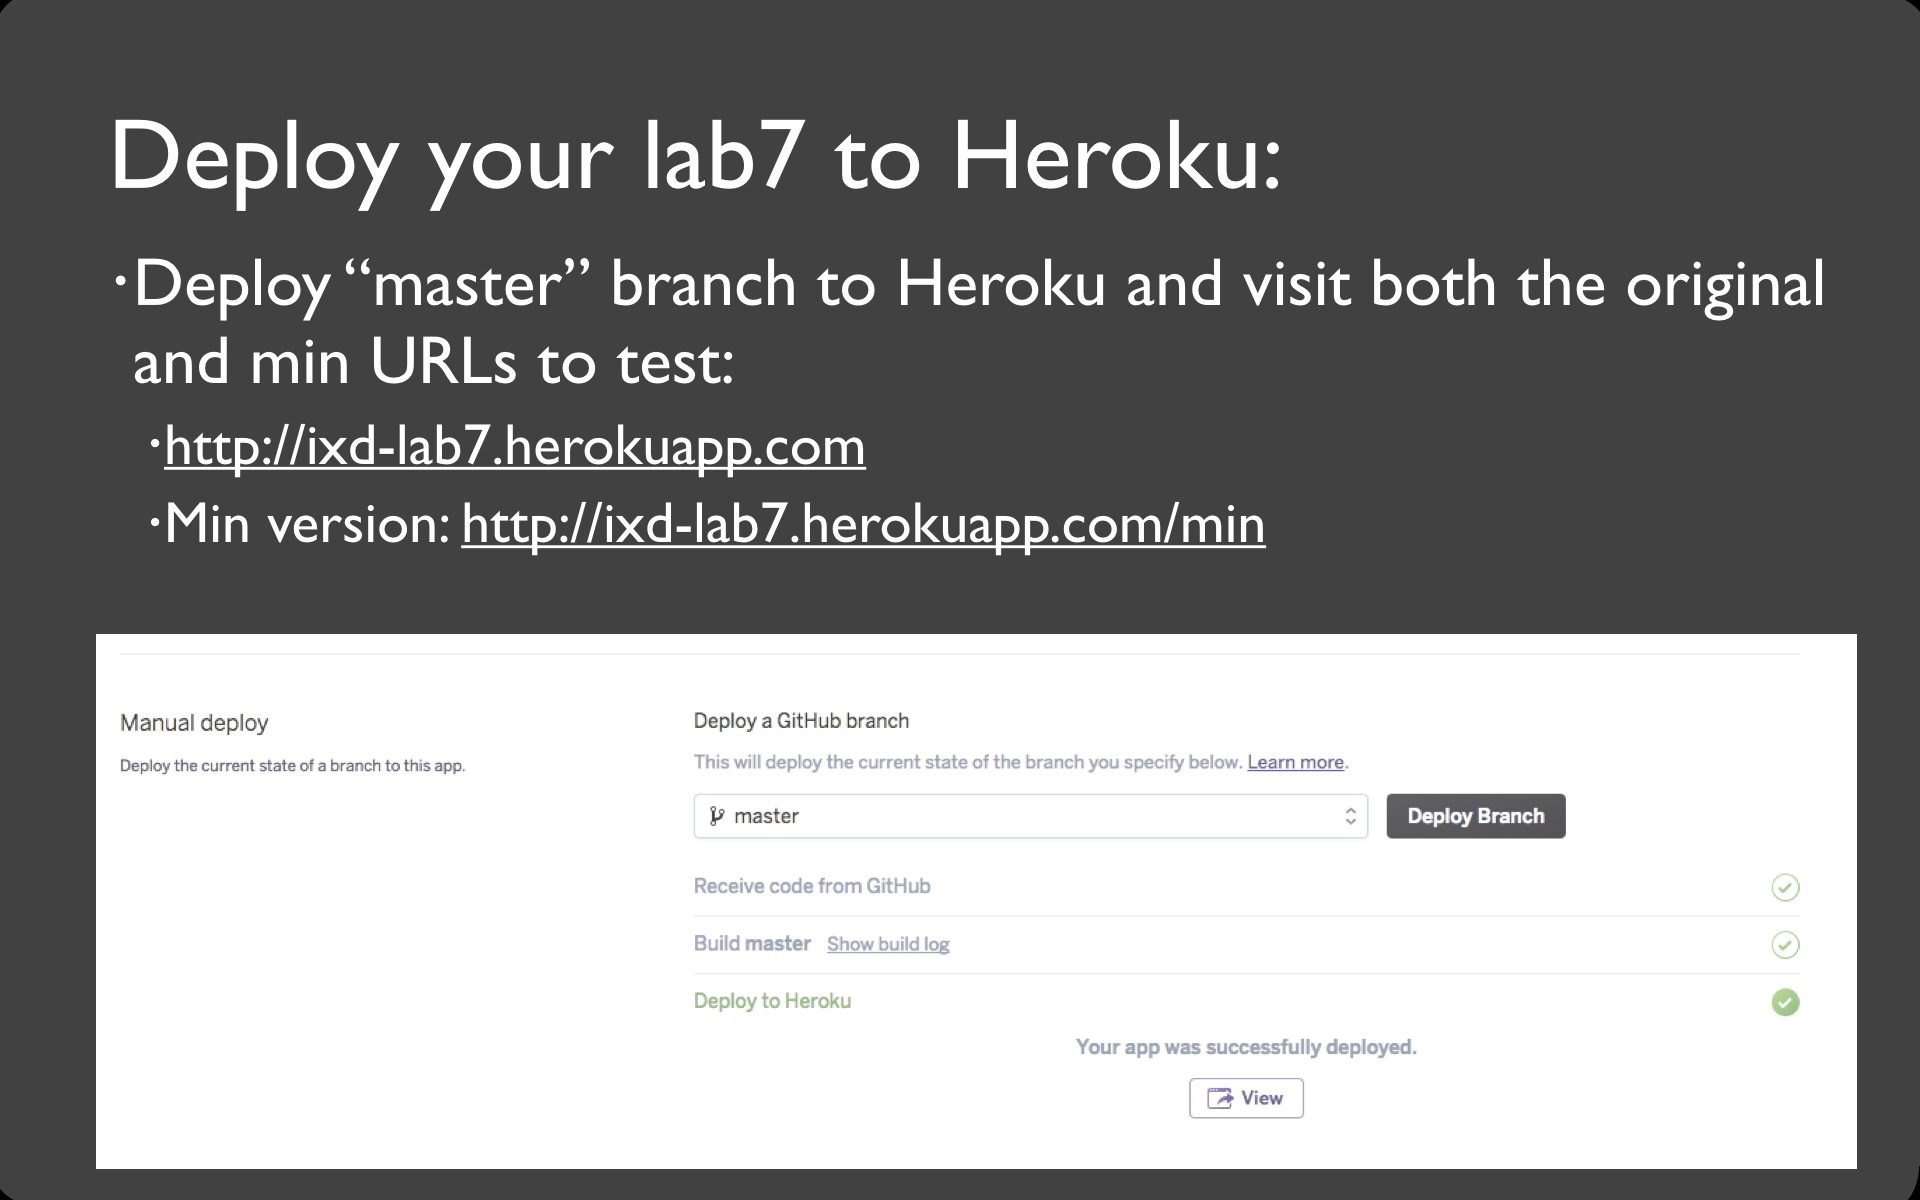 Deploy your lab7 to Heroku:
•Deploy “master” branch to Heroku and visit both the original
and min URLs to test:
•http://ixd-lab7.herokuapp.com
•Min version: http://ixd-lab7.herokuapp.com/min
Manual deploy
Deploy the current state of a branch to this app.
Deploy a GitHub branch
This will deploy the current state of the branch you specify below. Learn more.
master
Deploy Branch
Receive code from GitHub
Build master Show build log
Deploy to Heroku
Your app was successfully deployed.
View